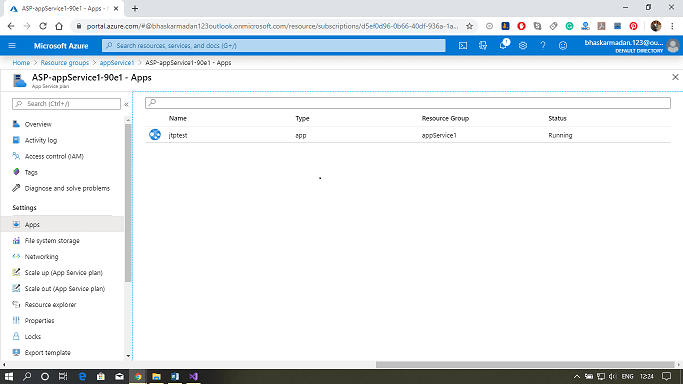 ASP-appService1-90e1 - Apps -
portal.azure.com/#@bhaskarmadan123outlook.onmicrosoft.com/resource/subscriptions/d5ef0d96-0b66-40df-936a-1a...
Microsoft Azure
Search resources, services, and docs (G+/)
1
bhaskarmadan.123@ou...
DEFAULT DIRECTORY
Home > Resource groups > appService1 > ASP-appService1-90e1 - Apps
ASP-appService1-90e1 - Apps
App Service plan
Search (Ctrl+/)
Overview
Activity log
Access control (IAM)
Tags
Diagnose and solve problems
Settings
Apps
File system storage
Networking
Scale up (App Service plan)
Scale out (App Service plan)
Resource explorer
Properties
Locks
Export template
Name Type Resource Group Status
jtptest app appService1 Running
ENG 12:24